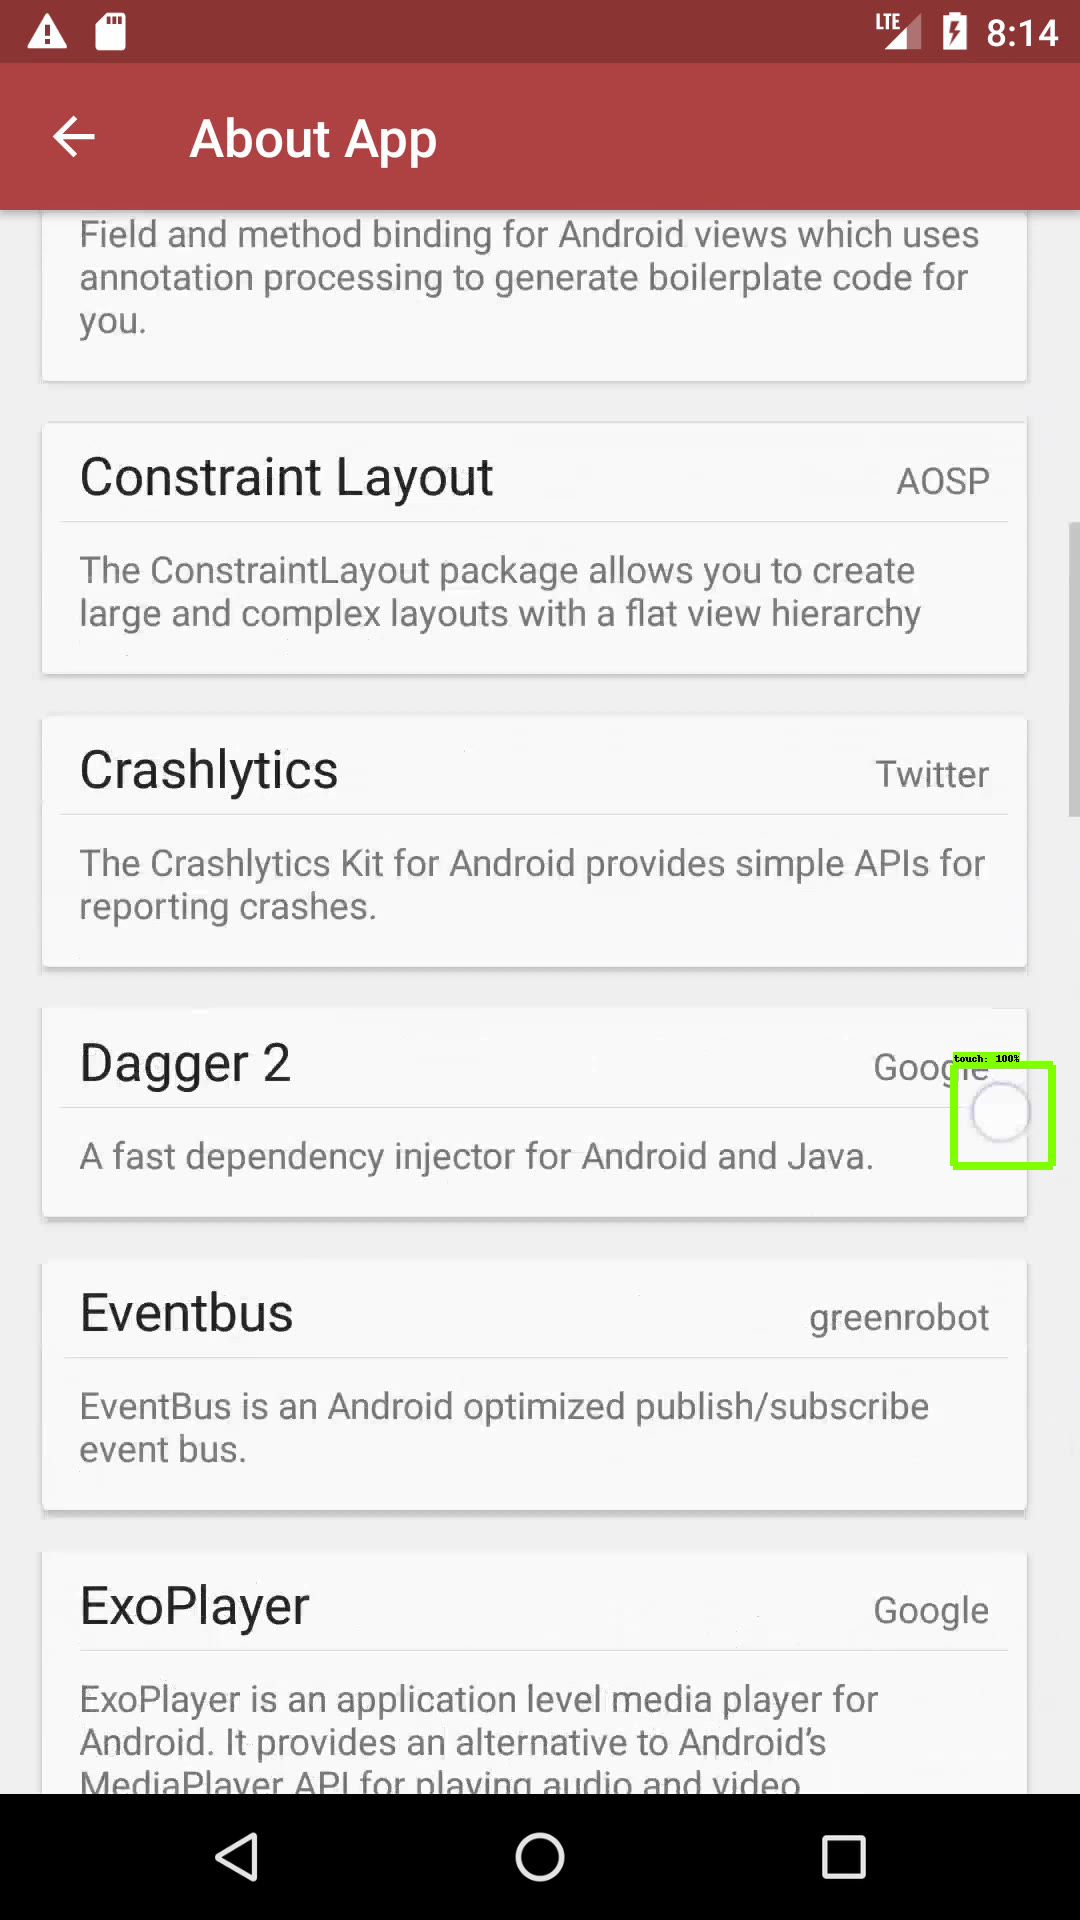 LTE 8:14
About App
Field and method binding for Android views which uses
annotation processing to generate boilerplate code for
you.
Constraint Layout AOSP
The ConstraintLayout package allows you to create
large and complex layouts with a flat view hierarchy
Crashlytics Twitter
The Crashlytics Kit for Android provides simple APIs for
reporting crashes.
touch: 100%
Dagger 2 Google
A fast dependency injector for Android and Java.
Eventbus greenrobot
EventBus is an Android optimized publish/subscribe
event bus.
ExoPlayer Google
ExoPlayer is an application level media player for
Android. It provides an alternative to Android's
MediaPlayer API for playing audio and video